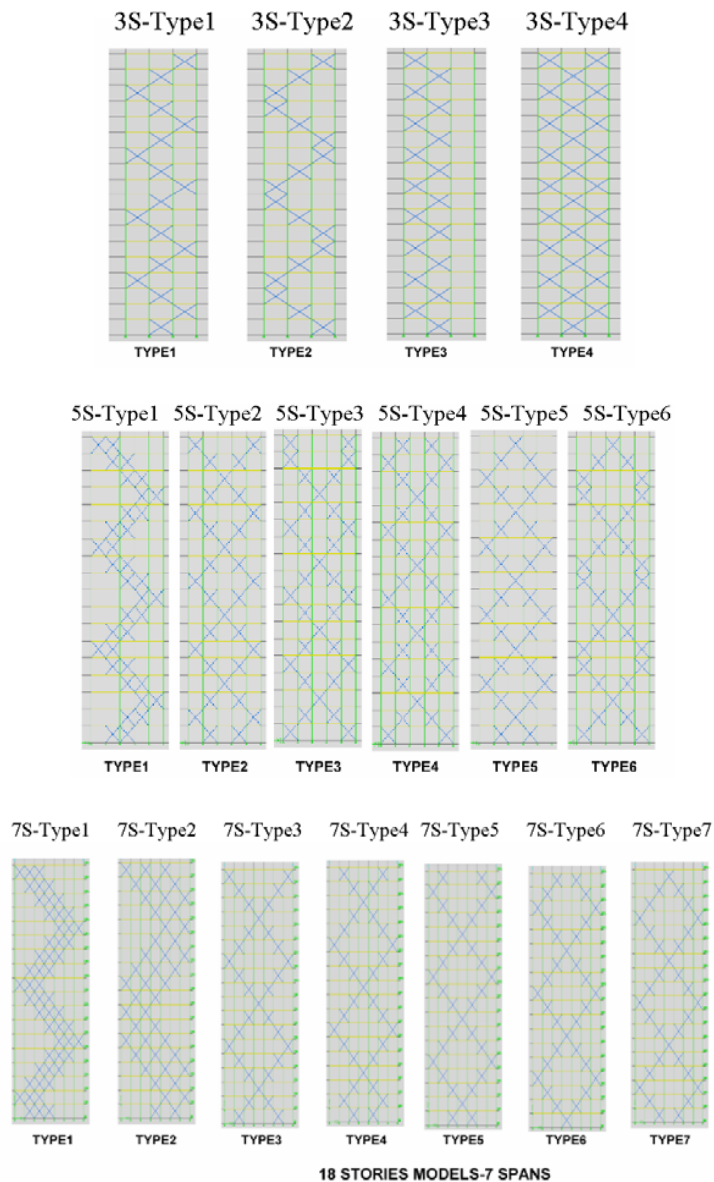 3S-Type1 3S-Type2 3S-Type3 3S-Type4
TYPE1 TYPE2 TYPE3 TYPE4
5S-Type1 5S-Type2 5S-Type3 5S-Type4 5S-Type5 5S-Type6
TYPE1 TYPE2 TYPE3 TYPE4 TYPE5 TYPE6
7S-Type1 7S-Type2 7S-Type3 7S-Type4 7S-Type5 7S-Type6 7S-Type7
TYPE1 TYPE2 TYPE3 TYPE4 TYPE5 TYPE6 TYPE7
18 STORIES MODELS-7 SPANS